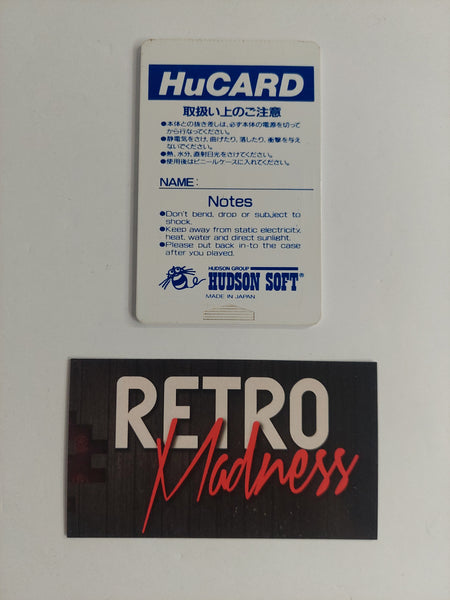 HuCARD
取扱い上のご注意
●本体との抜き差しは、必ず本体の電源を切って
から行なってください。
●静電気をさけ、曲げたり、落したり、衝撃を与え
ないでください。
●熱、水分、直射日光をさけてください。
●使用後はビニールケースに入れてください。
NAME:
Notes
●Don't bend, drop or subject to
shock.
●Keep away from static electricity,
heat, water and direct sunlight.
●Please put back in-to the case
after you played.
HUDSON GROUP
HUDSON SOFT®
MADE IN JAPAN
RETRO
Madness